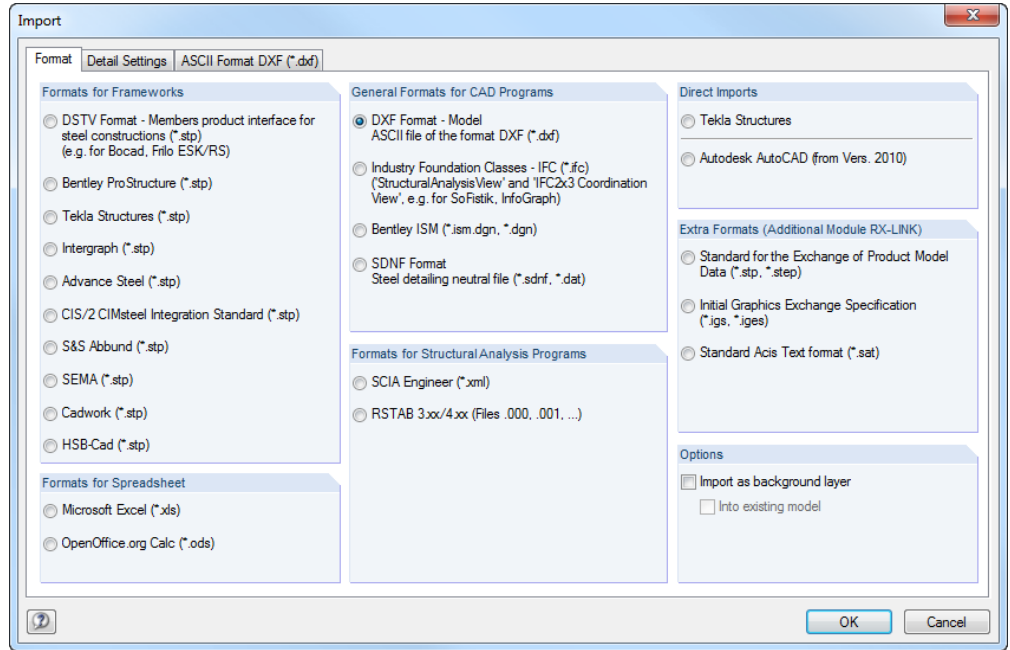 Import
Format
Detail Settings
ASCII Format DXF (*.dxf)
Formats for Frameworks
DSTV Format - Members product interface for
steel constructions (*.stp)
(e.g. for Bocad, Frilo ESK/RS)
Bentley ProStructure (*.stp)
Tekla Structures (*.stp)
Intergraph (*.stp)
Advance Steel (*.stp)
CIS/2 CIMsteel Integration Standard (*.stp)
S&S Abbund (*.stp)
SEMA (*.stp)
Cadwork (*.stp)
HSB-Cad (*.stp)
Formats for Spreadsheet
Microsoft Excel (*.xls)
OpenOffice.org Calc (*.ods)
General Formats for CAD Programs
DXF Format - Model
ASCII file of the format DXF (*.dxf)
Industry Foundation Classes - IFC (*.ifc)
('StructuralAnalysisView' and 'IFC2x3 Coordination
View', e.g. for SoFistik, InfoGraph)
Bentley ISM (*.ism.dgn, *.dgn)
SDNF Format
Steel detailing neutral file (*.sdnf, *.dat)
Formats for Structural Analysis Programs
SCIA Engineer (*.xml)
RSTAB 3.xx/4.xx (Files .000, .001, ...)
Direct Imports
Tekla Structures
Autodesk AutoCAD (from Vers. 2010)
Extra Formats (Additional Module RX-LINK)
Standard for the Exchange of Product Model
Data (*.stp, *.step)
Initial Graphics Exchange Specification
(*.igs, *.iges)
Standard Acis Text format (*.sat)
Options
Import as background layer
Into existing model
OK
Cancel